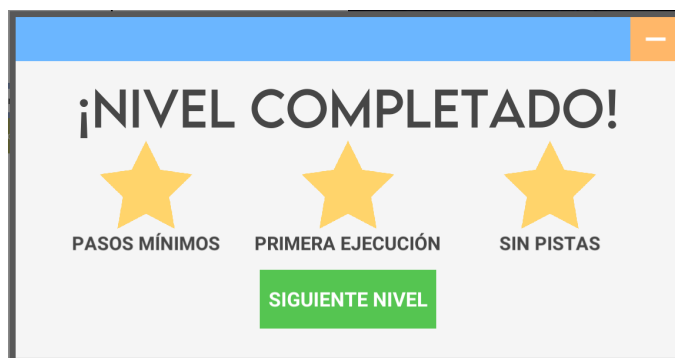 ¡NIVEL COMPLETADO!
PASOS MÍNIMOS PRIMERA EJECUCIÓN SIN PISTAS
SIGUIENTE NIVEL